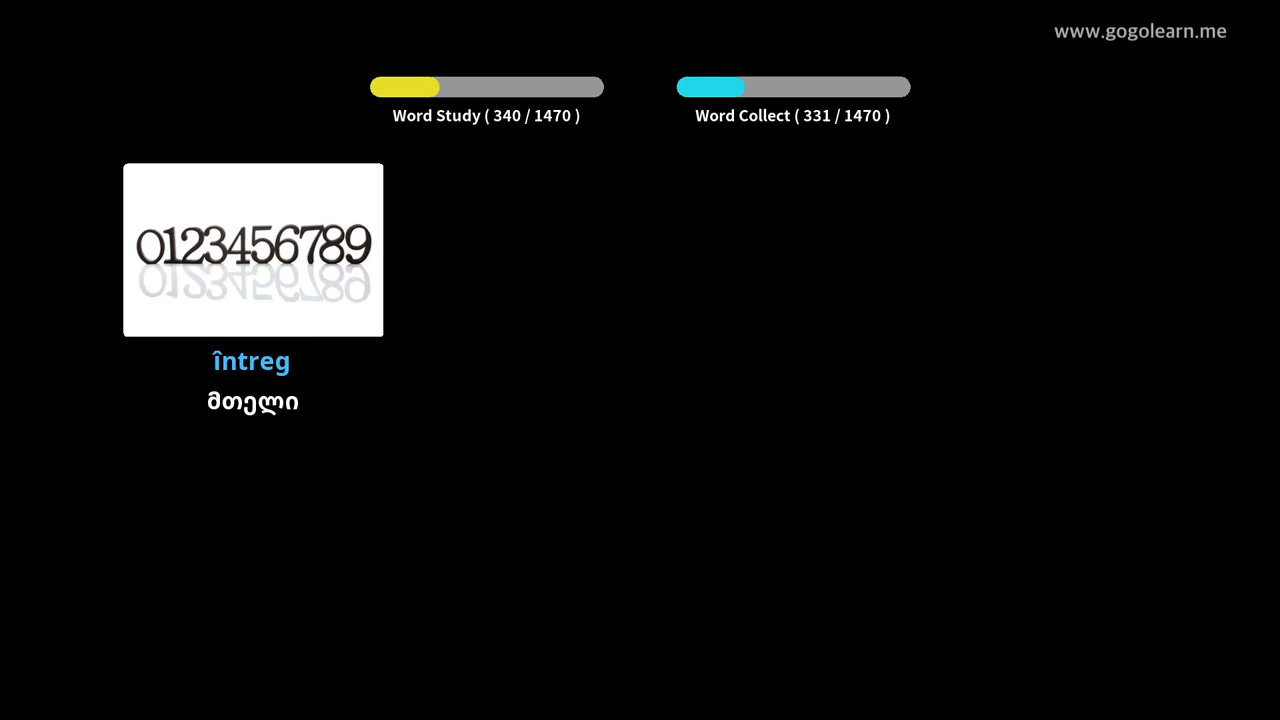 www.gogolearn.me
Word Study ( 340 / 1470 )
Word Collect ( 331 / 1470 )
0123456789
întreg
მთელი